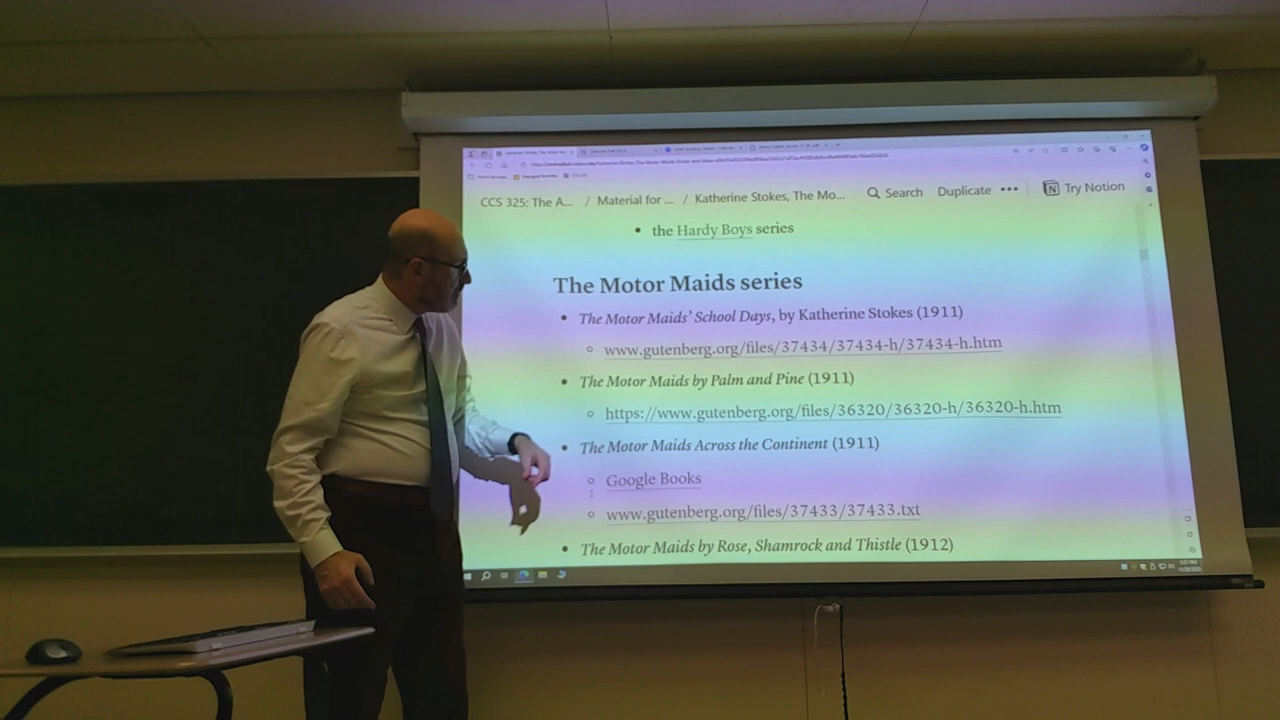 CCS 325: The A... / Material for ... / Katherine Stokes, The Mo... Search Duplicate ••• Try Notion
• the Hardy Boys series
The Motor Maids series
• The Motor Maids' School Days, by Katherine Stokes (1911)
www.gutenberg.org/files/37434/37434-h/37434-h.htm
• The Motor Maids by Palm and Pine (1911)
https://www.gutenberg.org/files/36320/36320-h/36320-h.htm
• The Motor Maids Across the Continent (1911)
Google Books
www.gutenberg.org/files/37433/37433.txt
• The Motor Maids by Rose, Shamrock and Thistle (1912)